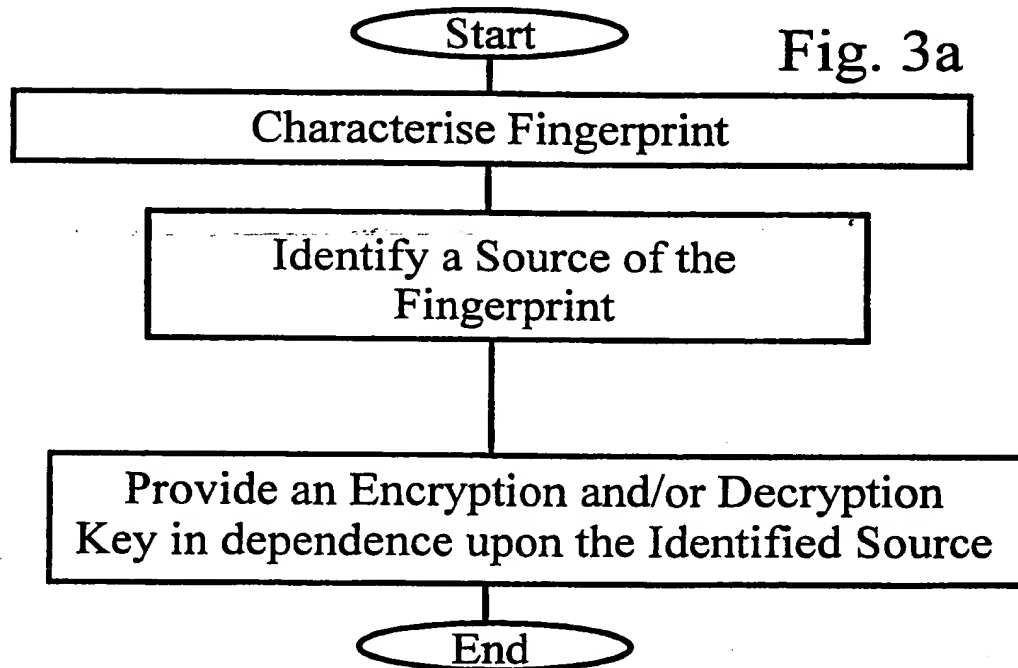 Start
Fig. 3a
Characterise Fingerprint
Identify a Source of the
Fingerprint
Provide an Encryption and/or Decryption
Key in dependence upon the Identified Source
End